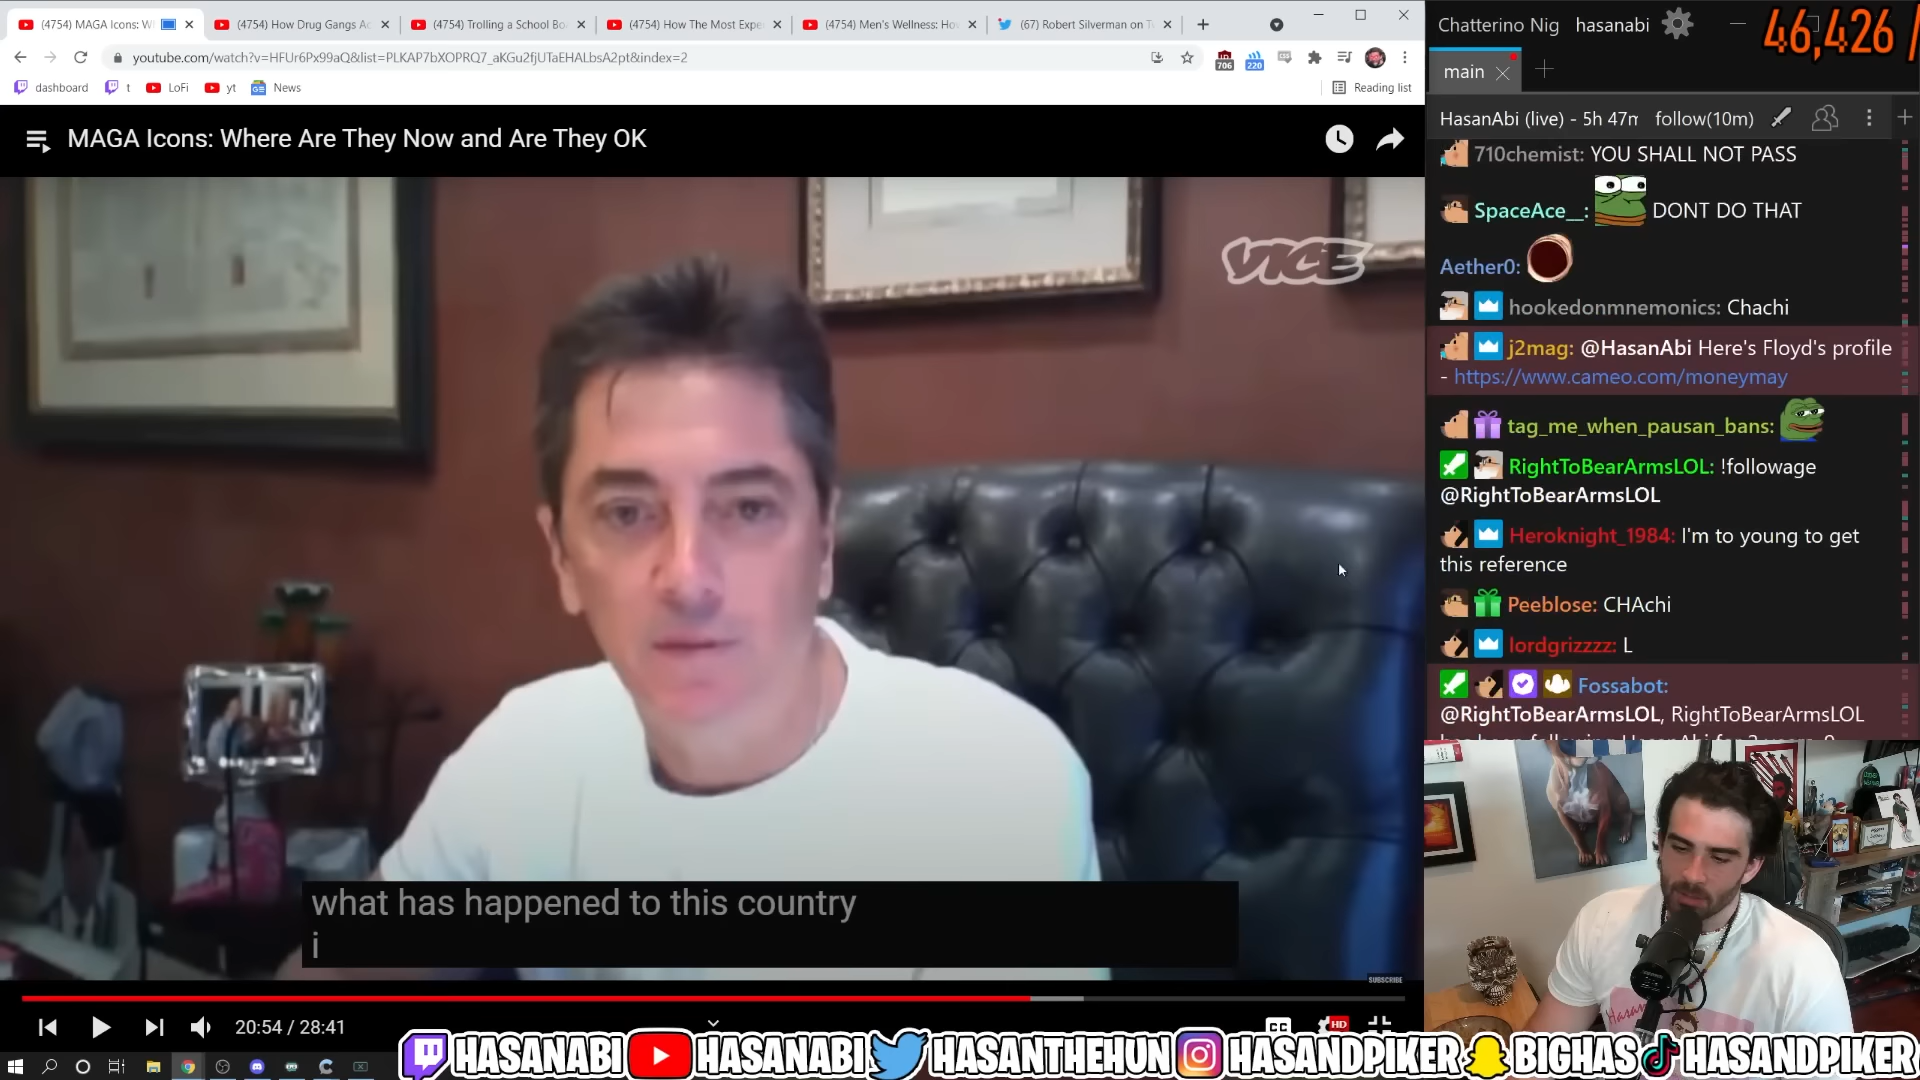 (4754) MAGA Icons: W
(4754) How Drug Gangs Ac
(4754) Trolling a School Bo
(4754) How The Most Expe
(4754) Men's Wellness: Ho
(67) Robert Silverman on T
youtube.com/watch?v=HFUr6Px99aQ&list=PLKAP7bXOPRQ7_aKGu2fjUTaEHALbsA2pt&index=2
706
220
dashboard
t
LoFi
yt
News
Reading list
MAGA Icons: Where Are They Now and Are They OK
VICE
what has happened to this country
i
SUBSCRIBE
20:54 / 28:41
CC
HD
Chatterino Nig
hasanabi
46,426 /
main
HasanAbi (live) - 5h 47m
follow(10m)
710chemist: YOU SHALL NOT PASS
SpaceAce__: DONT DO THAT
Aether0:
hookedonmnemonics: Chachi
j2mag: @HasanAbi Here's Floyd's profile
- https://www.cameo.com/moneymay
tag_me_when_pausan_bans:
RightToBearArmsLOL: !followage
@RightToBearArmsLOL
Heroknight_1984: I'm to young to get
this reference
Peeblose: CHAchi
lordgrizzzz: L
Fossabot:
@RightToBearArmsLOL, RightToBearArmsLOL
HASANABI
HASANABI
HASANTHEHUN
HASANDPIKER
BIGHAS
HASANDPIKER